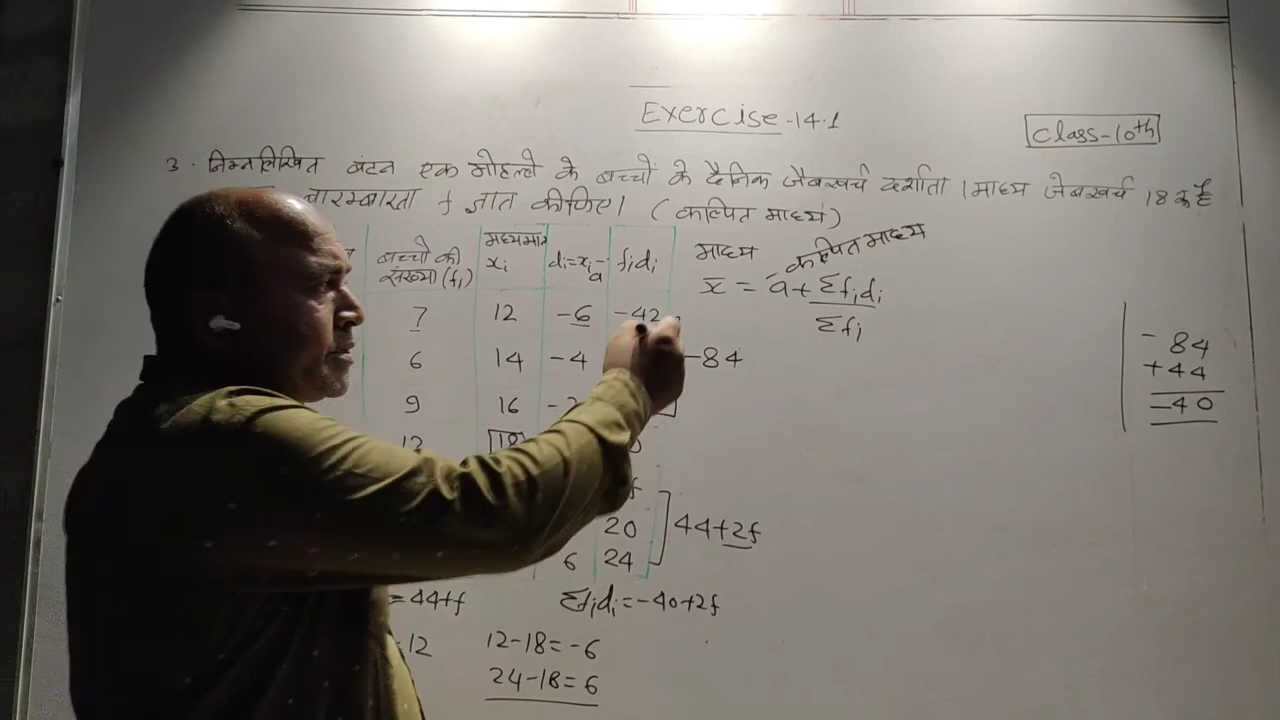 Exercise-14.1
Class-10th
3. निम्नलिखित बंटन एक मोहल्ले के बच्चों के दैनिक जैबखर्च दर्शाता । माध्य जेबखर्च 18 रु है
बारम्बारता f ज्ञात कीजिए। (कल्पित माध्य)
बच्चो की संख्या (fi) मध्यमान xi di=xi-a fidi
7 12 -6 -42
6 14 -4 -84
9 16
18
20
6 24
44+2f
माध्य
कल्पित माध्य
x̅ = a + Σfidi
Σfi
-84
+44
-40
=44+f Σfidi=-40+2f
12 12-18=-6
24-18=6